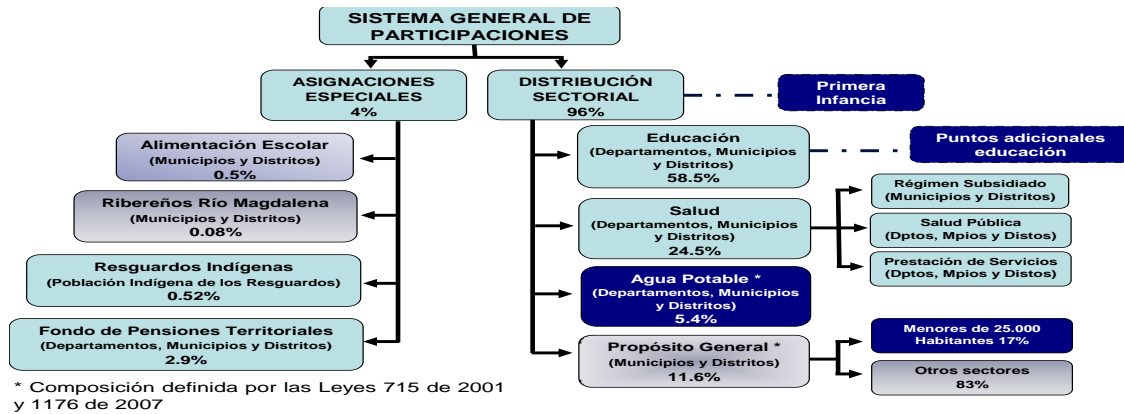 SISTEMA GENERAL DE
PARTICIPACIONES
ASIGNACIONES
ESPECIALES
4%
DISTRIBUCIÓN
SECTORIAL
96%
Primera
Infancia
Alimentación Escolar
(Municipios y Distritos)
0.5%
Ribereños Río Magdalena
(Municipios y Distritos)
0.08%
Resguardos Indígenas
(Población Indígena de los Resguardos)
0.52%
Fondo de Pensiones Territoriales
(Departamentos, Municipios y Distritos)
2.9%
Educación
(Departamentos, Municipios
y Distritos)
58.5%
Puntos adicionales
educación
Salud
(Departamentos, Municipios
y Distritos)
24.5%
Régimen Subsidiado
(Municipios y Distritos)
Salud Pública
(Dptos, Mpios y Distos)
Prestación de Servicios
(Dptos, Mpios y Distos)
Agua Potable *
(Departamentos, Municipios
y Distritos)
5.4%
Propósito General *
(Municipios y Distritos)
11.6%
Menores de 25.000
Habitantes 17%
Otros sectores
83%
* Composición definida por las Leyes 715 de 2001
y 1176 de 2007